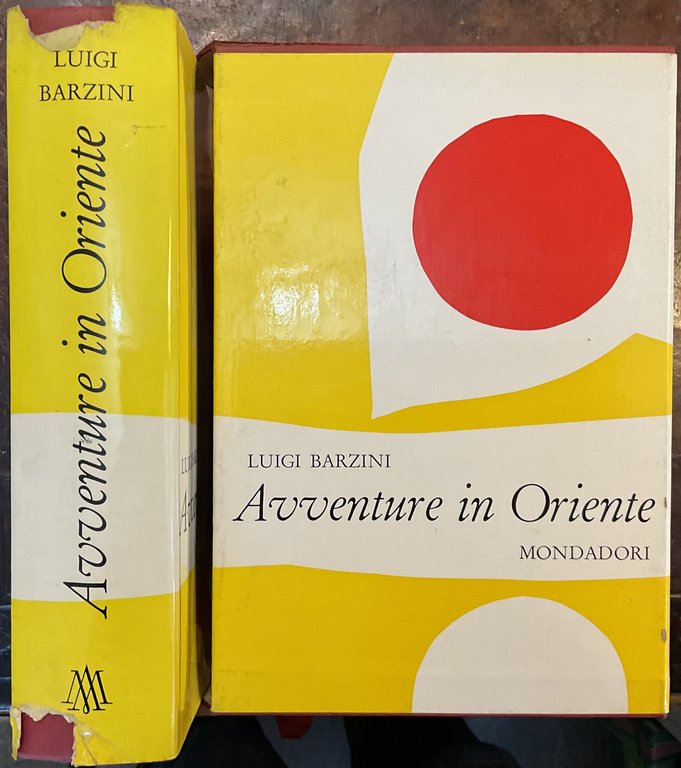 LUIGI
BARZINI
Avventure in Oriente
LUIGI BARZINI
Avventure in Oriente
MONDADORI